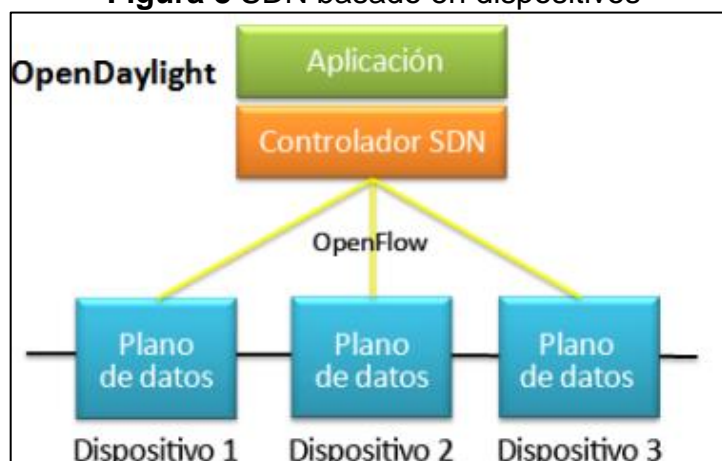 Figura 8 SDN basado en dispositivos
OpenDaylight
Aplicación
Controlador SDN
OpenFlow
Plano de datos
Plano de datos
Plano de datos
Dispositivo 1
Dispositivo 2
Dispositivo 3